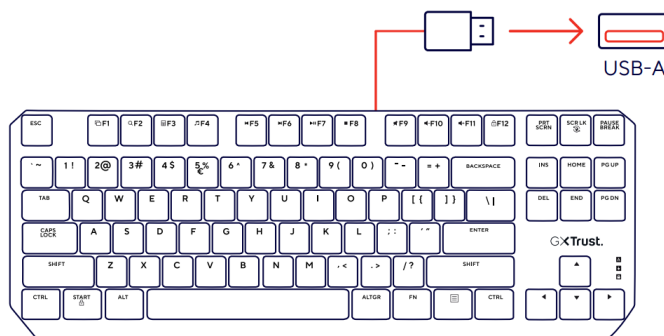 USB-A
ESC F1 F2 F3 F4 F5 F6 F7 F8 F9 F10 F11 F12 PRT SCRN SCR LK PAUSE BREAK
` ~ 1 ! 2 @ 3 # 4 $ 5 % € 6 ^ 7 & 8 * 9 ( 0 ) - - = + BACKSPACE INS HOME PG UP
TAB Q W E R T Y U I O P [ { ] } \ | DEL END PG DN
CAPS LOCK A S D F G H J K L ; : ' " ENTER GXTrust.
SHIFT Z X C V B N M , < . > / ? SHIFT
CTRL START ALT ALTGR FN CTRL